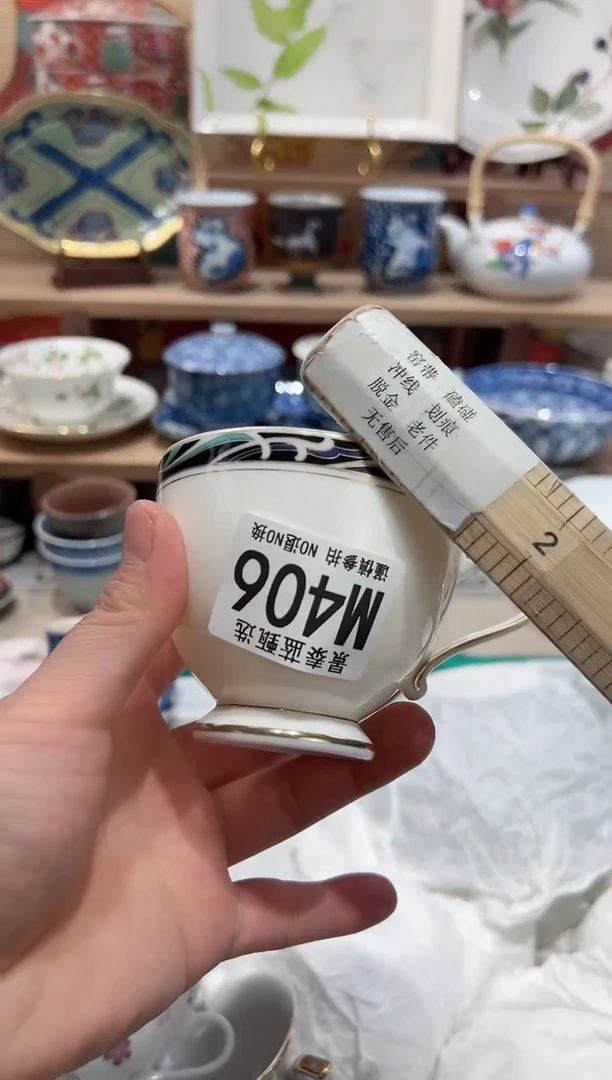 窑带 磕碰
冲线 划痕
脱金 老件
无售后
2
景泰蓝甄选
M406
谨慎参拍 NO退NO换